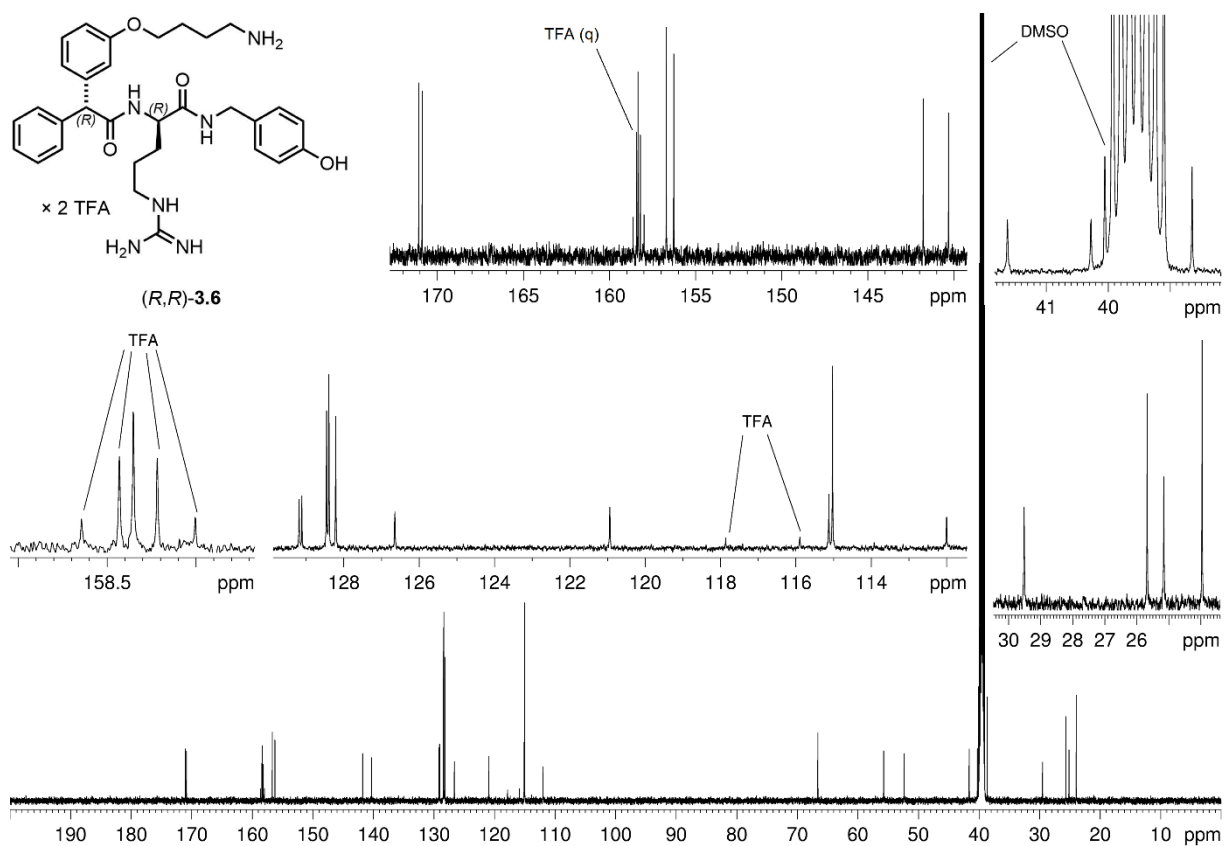 O
NH2
O
H
N
(R)
(R)
O
N
H
OH
NH
H2N
NH
× 2 TFA
(R,R)-3.6
TFA (q)
170 165 160 155 150 145 ppm
DMSO
41 40 ppm
TFA
158.5 ppm
TFA
128 126 124 122 120 118 116 114 ppm
30 29 28 27 26 ppm
190 180 170 160 150 140 130 120 110 100 90 80 70 60 50 40 30 20 10 ppm